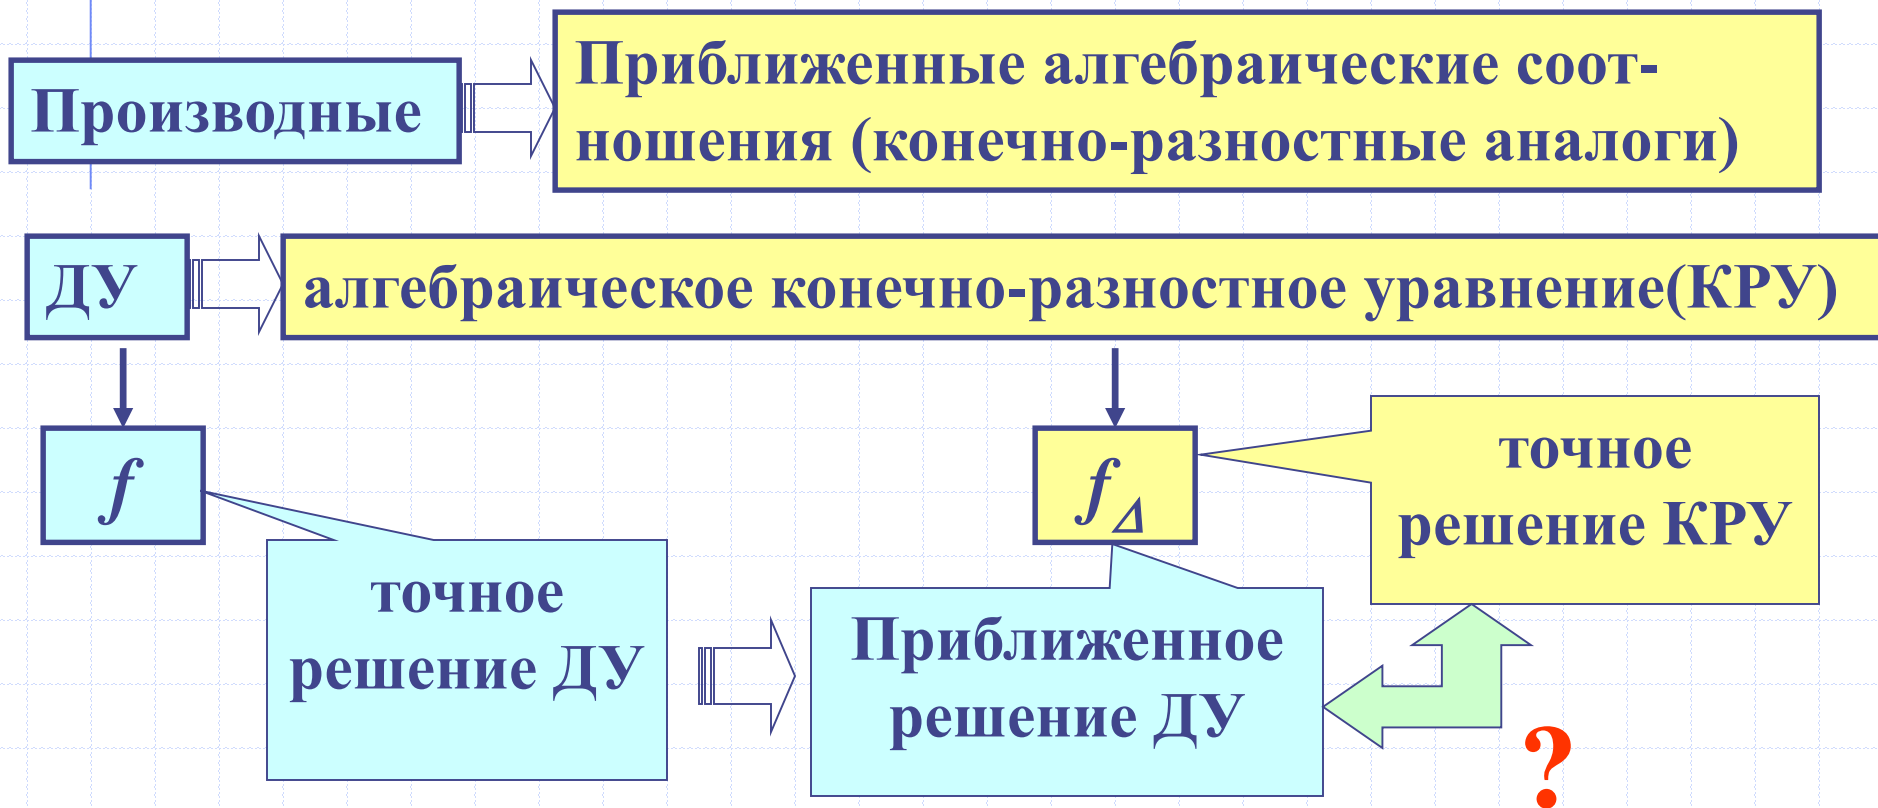 Производные
Приближенные алгебраические соот-
ношения (конечно-разностные аналоги)
ДУ
алгебраическое конечно-разностное уравнение(КРУ)
f
f_Δ
точное
решение КРУ
точное
решение ДУ
Приближенное
решение ДУ
?